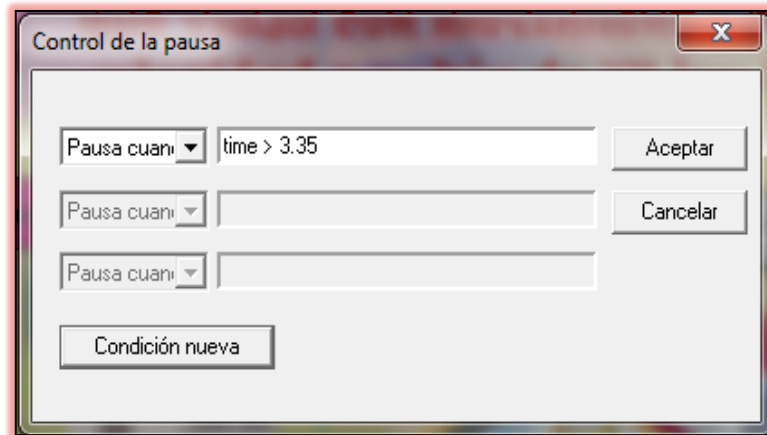 Control de la pausa
Pausa cuan time > 3.35 Aceptar
Pausa cuan Cancelar
Pausa cuan
Condición nueva